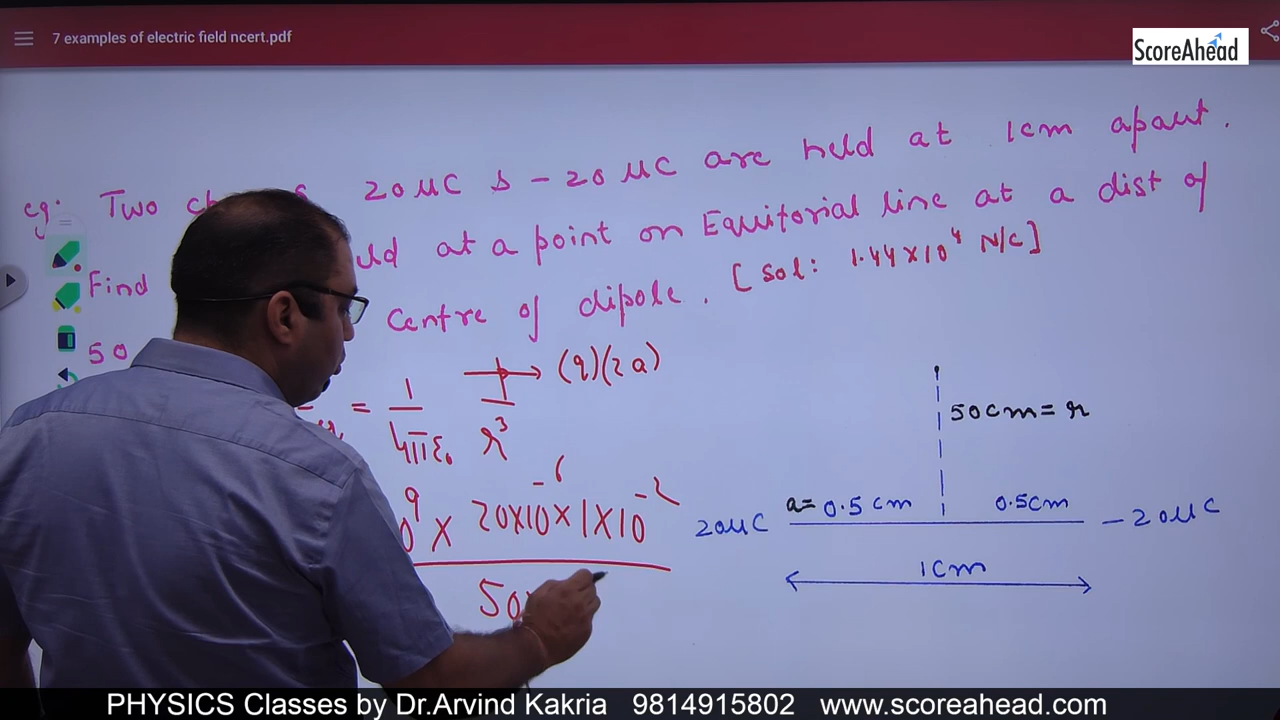 7 examples of electric field ncert.pdf
ScoreAhead
eg: Two 20 μC & -20 μC are held at 1cm apart.
Find at a point on Equitorial line at a dist of
50 Centre of dipole. [Sol: 1.44×10⁴ N/C]
= 1/4πε₀ (q)(2a)
r³
50cm = r
9 × 20×10⁻⁶×1×10⁻²
50
20μC a= 0.5 cm 0.5cm -20μC
1cm
PHYSICS Classes by Dr.Arvind Kakria 9814915802 www.scoreahead.com